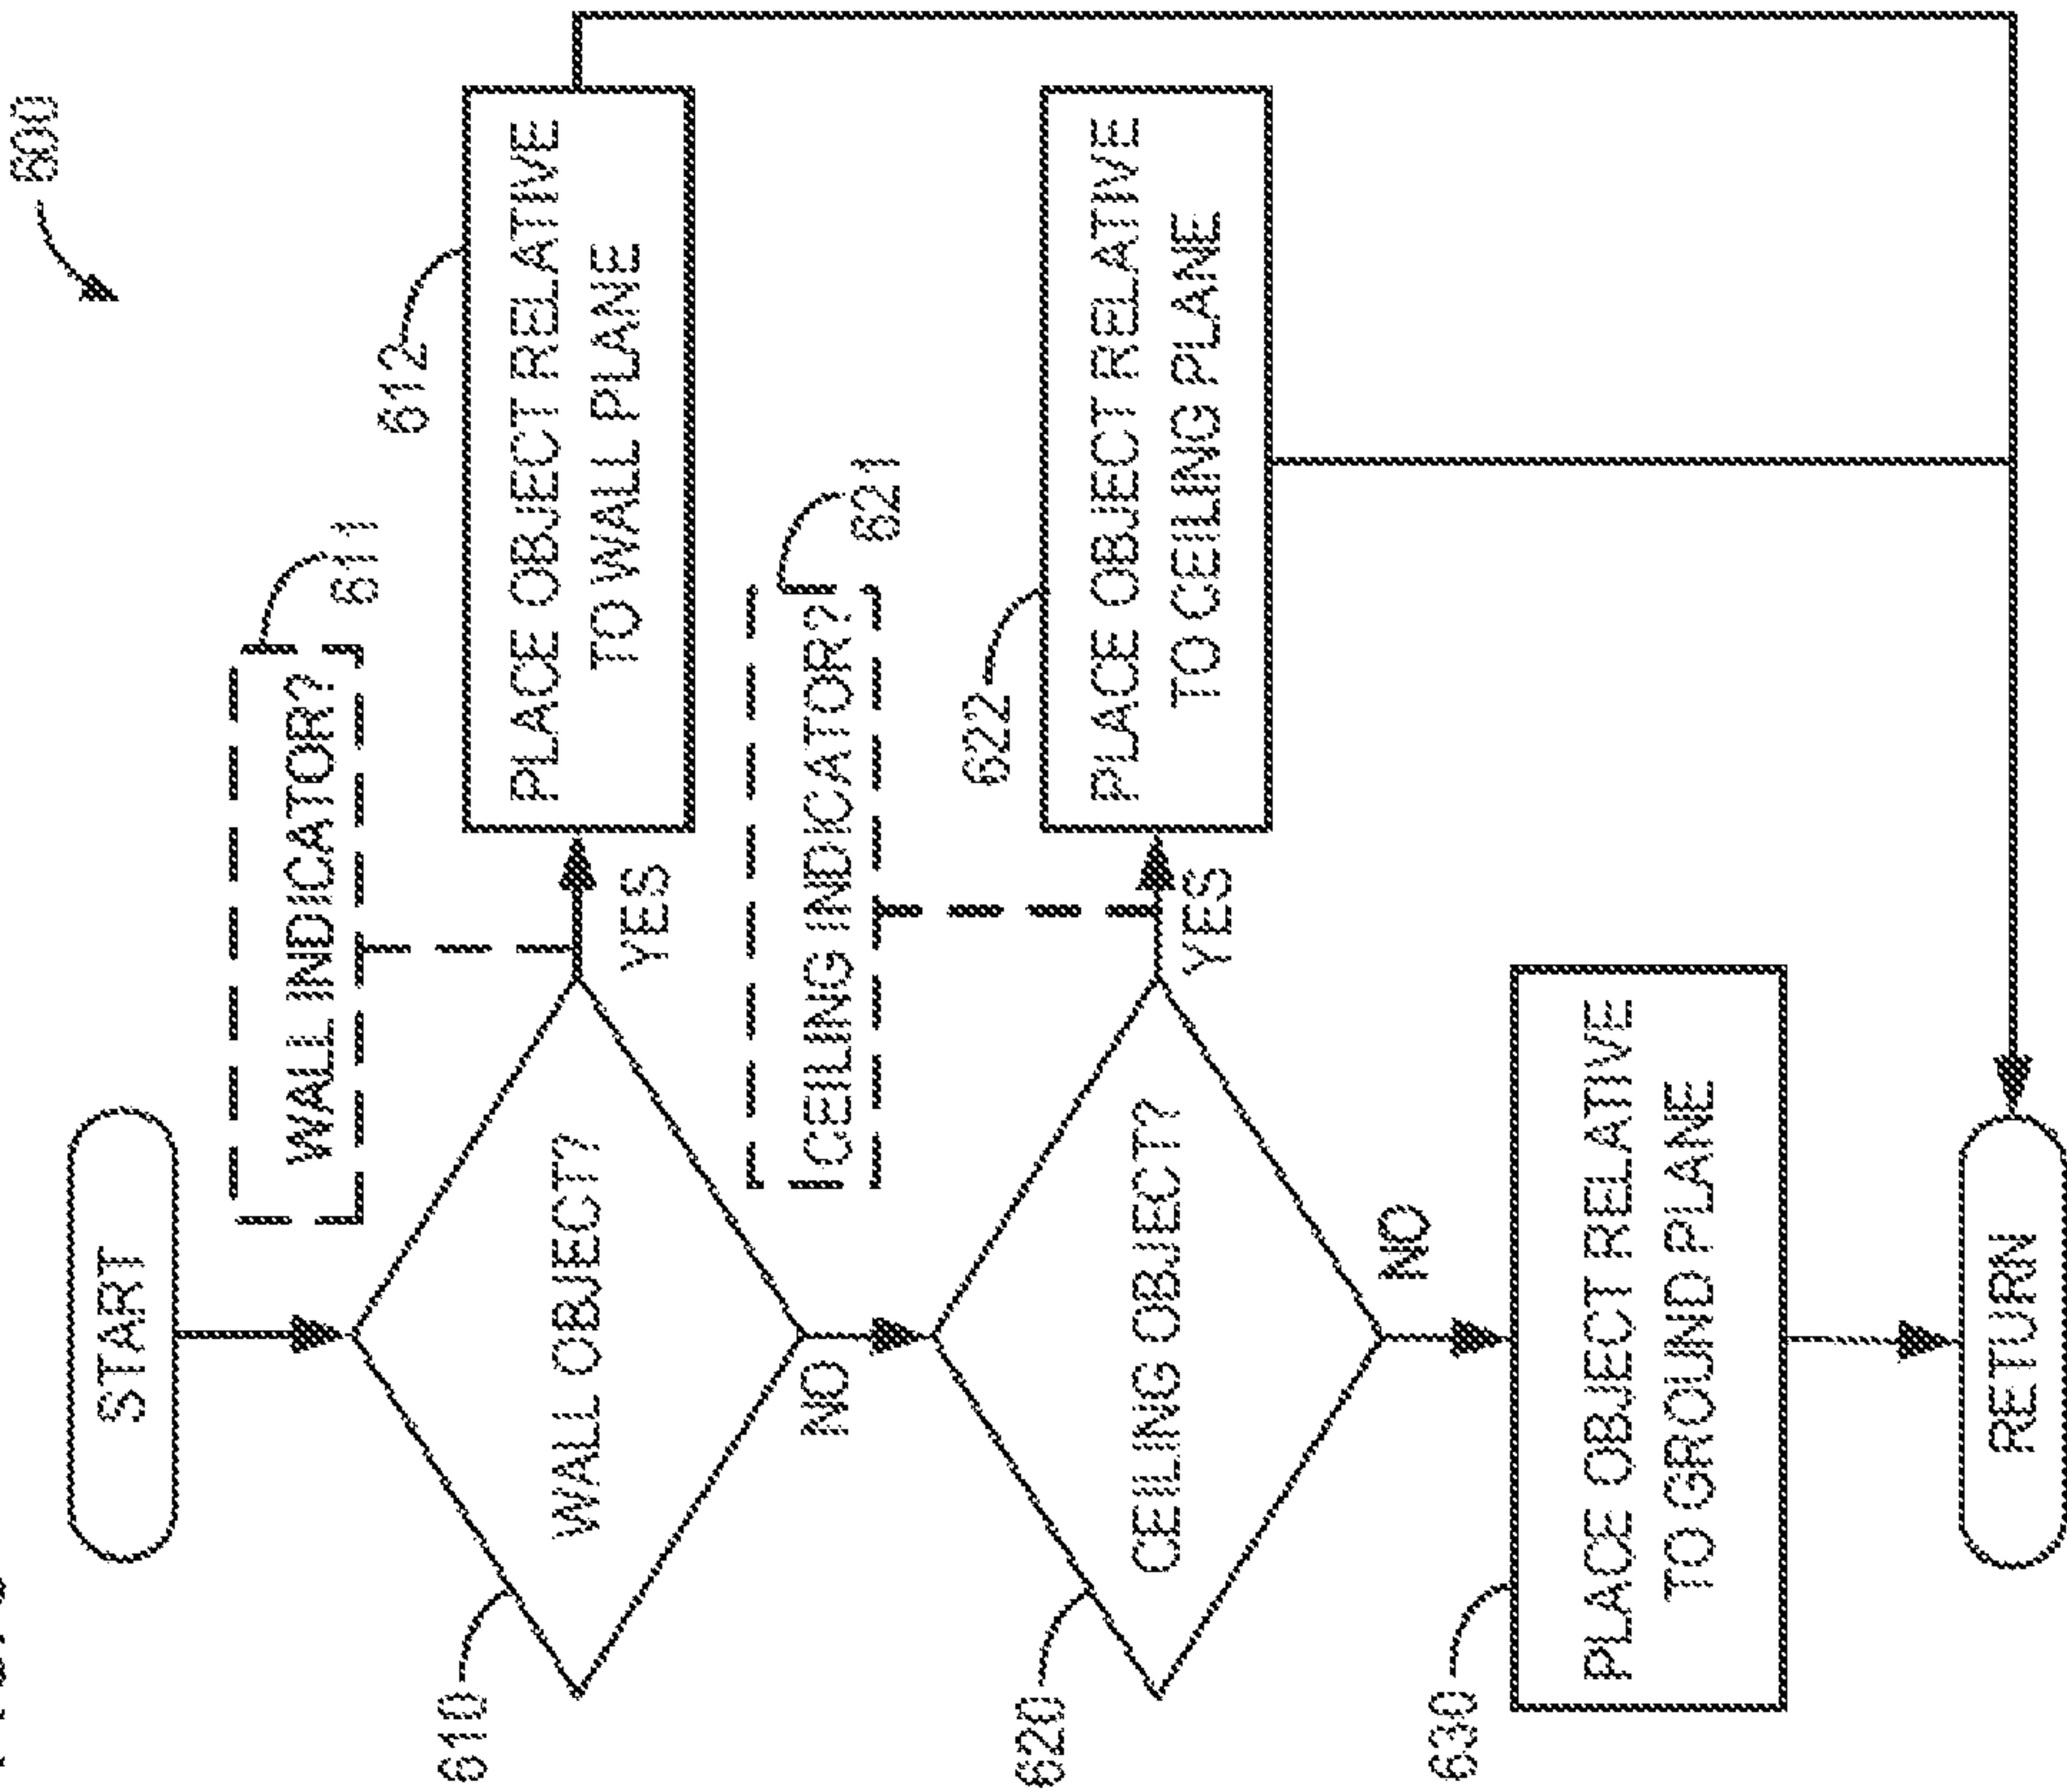 600
START
WALL INDICATOR?
611
610
WALL OBJECT?
YES
612
PLACE OBJECT RELATIVE
TO WALL PLANE
NO
CEILING INDICATOR?
621
620
CEILING OBJECT?
YES
622
PLACE OBJECT RELATIVE
TO CEILING PLANE
NO
630
PLACE OBJECT RELATIVE
TO GROUND PLANE
RETURN